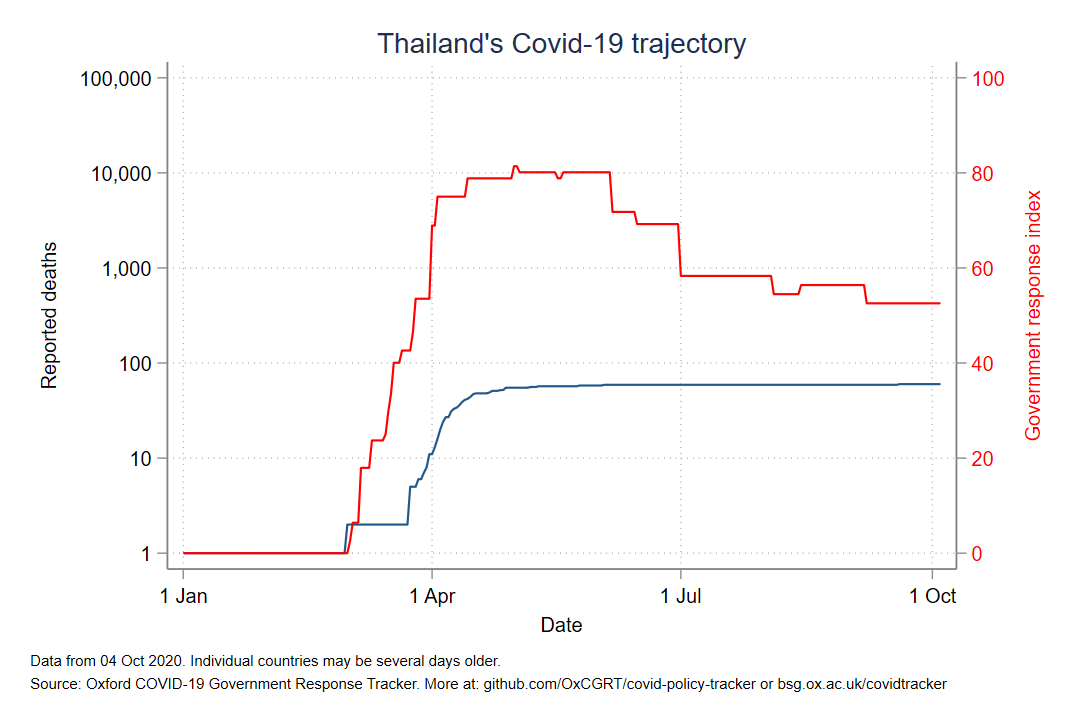 Thailand's Covid-19 trajectory
100,000
10,000
1,000
100
10
1
Reported deaths
100
80
60
40
20
0
Government response index
1 Jan
1 Apr
1 Jul
1 Oct
Date
Data from 04 Oct 2020. Individual countries may be several days older.
Source: Oxford COVID-19 Government Response Tracker. More at: github.com/OxCGRT/covid-policy-tracker or bsg.ox.ac.uk/covidtracker